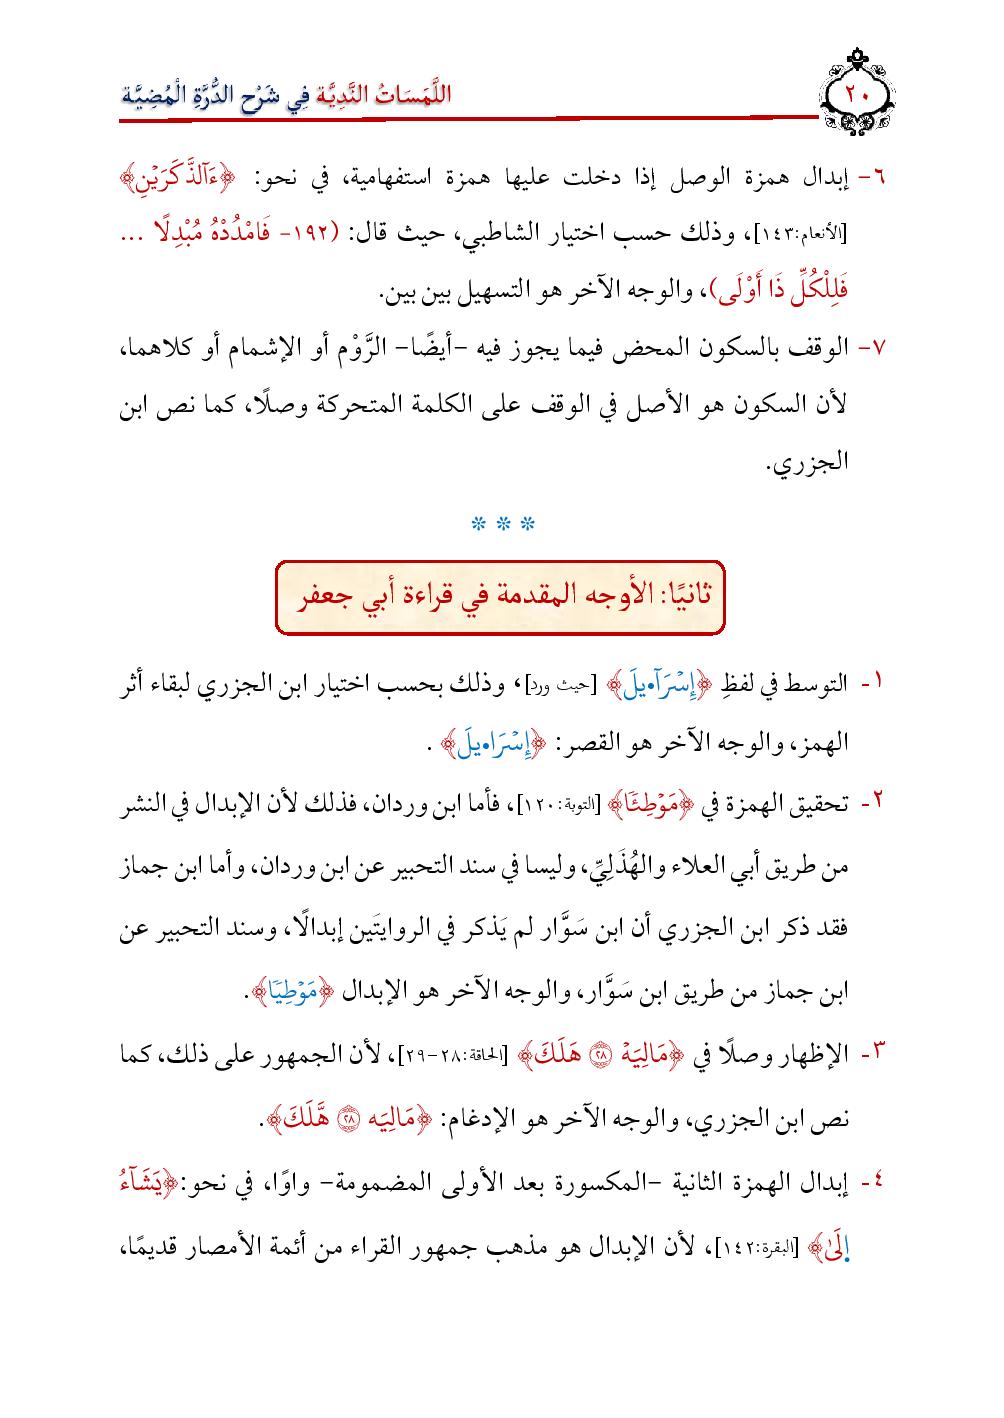 ٢٠
اللَّمَسَاتُ النَّدِيَّة فِي شَرْح الدُّرَّةِ الْمُضِيَّة
٦- إبدال همزة الوصل إذا دخلت عليها همزة استفهامية، في نحو: ﴿ءَآلذَّكَرَيْنِ﴾
[الأنعام:١٤٣]، وذلك حسب اختيار الشاطبي، حيث قال: (١٩٢- فَامْدُدْهُ مُبْدِلًا ...
فَلِلْكُلِّ ذَا أَوْلَى)، والوجه الآخر هو التسهيل بين بين.
٧- الوقف بالسكون المحض فيما يجوز فيه -أيضًا- الرَّوْم أو الإشمام أو كلاهما،
لأن السكون هو الأصل في الوقف على الكلمة المتحركة وصلًا، كما نص ابن
الجزري.
* * *
ثانيًا: الأوجه المقدمة في قراءة أبي جعفر
١- التوسط في لفظِ ﴿إِسْرَآ•يلَ﴾ [حيث ورد]، وذلك بحسب اختيار ابن الجزري لبقاء أثر
الهمز، والوجه الآخر هو القصر: ﴿إِسْرَا•يلَ﴾ .
٢- تحقيق الهمزة في ﴿مَوْطِئًا﴾ [التوبة:١٢٠]، فأما ابن وردان، فذلك لأن الإبدال في النشر
من طريق أبي العلاء والهُذَلِيِّ، وليسا في سند التحبير عن ابن وردان، وأما ابن جماز
فقد ذكر ابن الجزري أن ابن سَوَّار لم يَذكر في الروايتَين إبدالًا، وسند التحبير عن
ابن جماز من طريق ابن سَوَّار، والوجه الآخر هو الإبدال ﴿مَوْطِيًا﴾.
٣- الإظهار وصلًا في ﴿مَالِيَهْ ۝٢٨ هَلَكَ﴾ [الحاقة:٢٨-٢٩]، لأن الجمهور على ذلك، كما
نص ابن الجزري، والوجه الآخر هو الإدغام: ﴿مَالِيَه ۝٢٨ هَّلَكَ﴾.
٤- إبدال الهمزة الثانية -المكسورة بعد الأولى المضمومة- واوًا، في نحو:﴿يَشَآءُ
اِلَىٰ﴾ [البقرة:١٤٢]، لأن الإبدال هو مذهب جمهور القراء من أئمة الأمصار قديمًا،